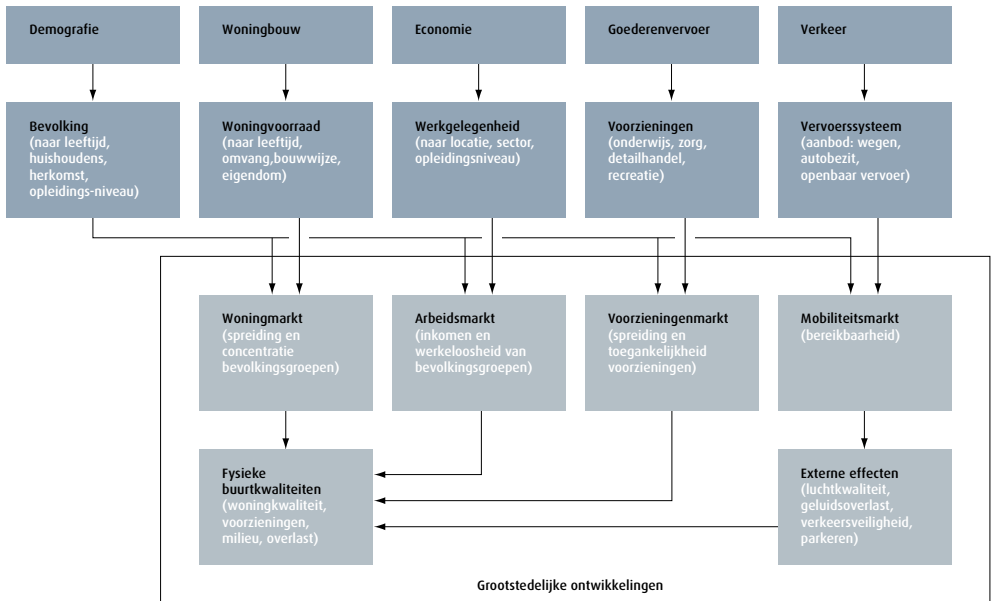 Demografie
Woningbouw
Economie
Goederenvervoer
Verkeer
Bevolking
(naar leeftijd,
huishoudens,
herkomst,
opleidings-niveau)
Woningvoorraad
(naar leeftijd,
omvang,bouwwijze,
eigendom)
Werkgelegenheid
(naar locatie, sector,
opleidingsniveau)
Voorzieningen
(onderwijs, zorg,
detailhandel,
recreatie)
Vervoerssysteem
(aanbod: wegen,
autobezit,
openbaar vervoer)
Woningmarkt
(spreiding en
concentratie
bevolkingsgroepen)
Arbeidsmarkt
(inkomen en
werkeloosheid van
bevolkingsgroepen)
Voorzieningenmarkt
(spreiding en
toegankelijkheid
voorzieningen)
Mobiliteitsmarkt
(bereikbaarheid)
Fysieke
buurtkwaliteiten
(woningkwaliteit,
voorzieningen,
milieu, overlast)
Externe effecten
(luchtkwaliteit,
geluidsoverlast,
verkeersveiligheid,
parkeren)
Grootstedelijke ontwikkelingen